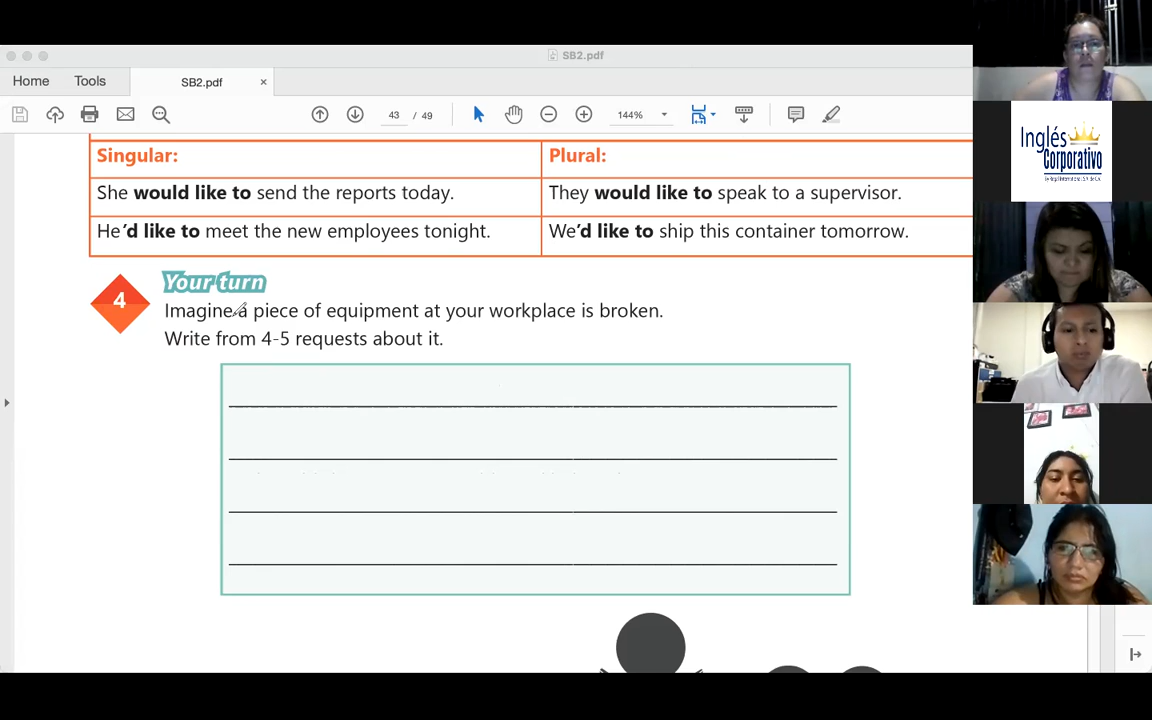 SB2.pdf
Home Tools SB2.pdf ×
43 / 49 144%
Singular: Plural:
She would like to send the reports today. They would like to speak to a supervisor.
He'd like to meet the new employees tonight. We'd like to ship this container tomorrow.
4 Your turn
Imagine a piece of equipment at your workplace is broken.
Write from 4-5 requests about it.
Inglés
Corporativo